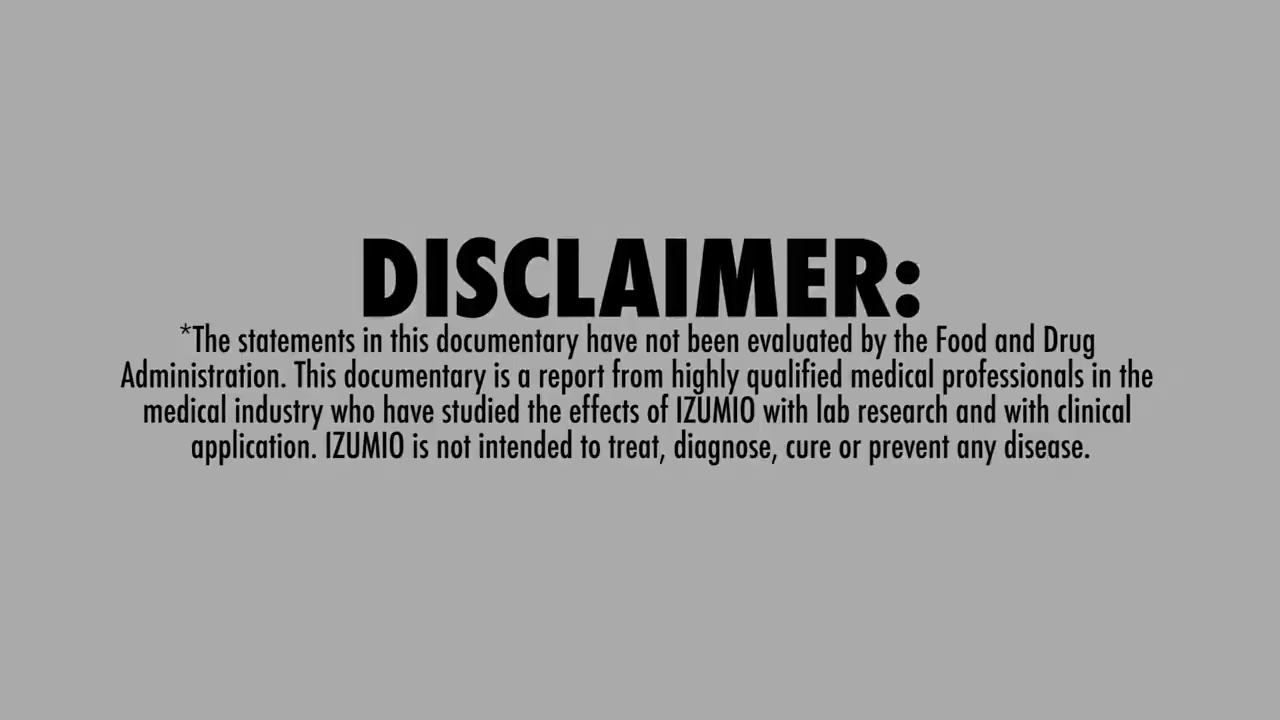 DISCLAIMER:
*The statements in this documentary have not been evaluated by the Food and Drug
Administration. This documentary is a report from highly qualified medical professionals in the
medical industry who have studied the effects of IZUMIO with lab research and with clinical
application. IZUMIO is not intended to treat, diagnose, cure or prevent any disease.